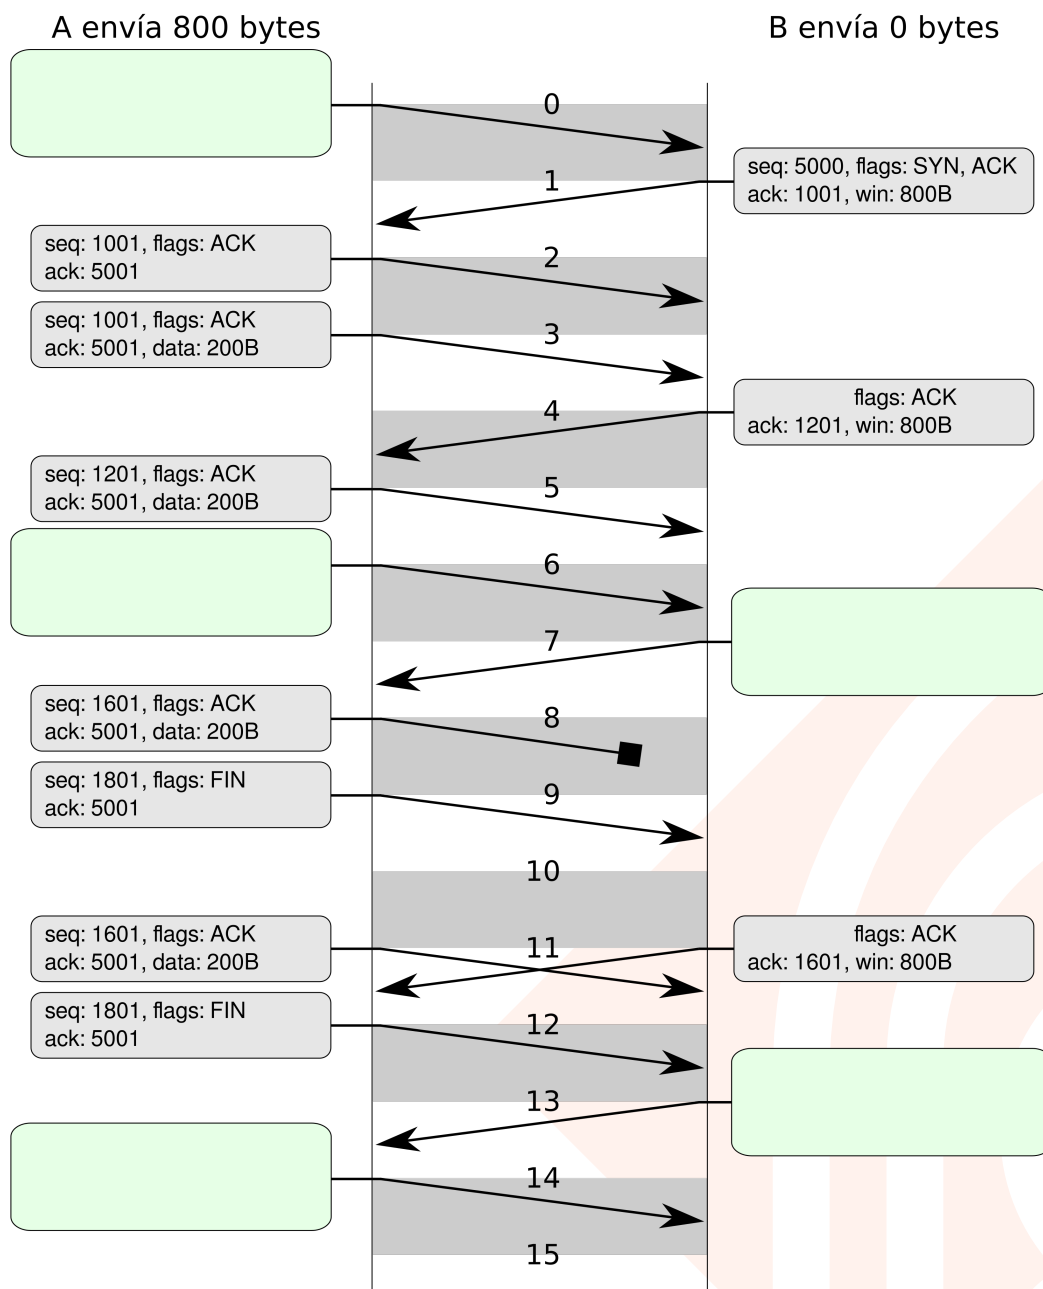 A envía 800 bytes
B envía 0 bytes
0
seq: 5000, flags: SYN, ACK
ack: 1001, win: 800B
1
seq: 1001, flags: ACK
ack: 5001
2
seq: 1001, flags: ACK
ack: 5001, data: 200B
3
flags: ACK
ack: 1201, win: 800B
4
seq: 1201, flags: ACK
ack: 5001, data: 200B
5
6
7
seq: 1601, flags: ACK
ack: 5001, data: 200B
8
seq: 1801, flags: FIN
ack: 5001
9
10
seq: 1601, flags: ACK
ack: 5001, data: 200B
11
flags: ACK
ack: 1601, win: 800B
seq: 1801, flags: FIN
ack: 5001
12
13
14
15